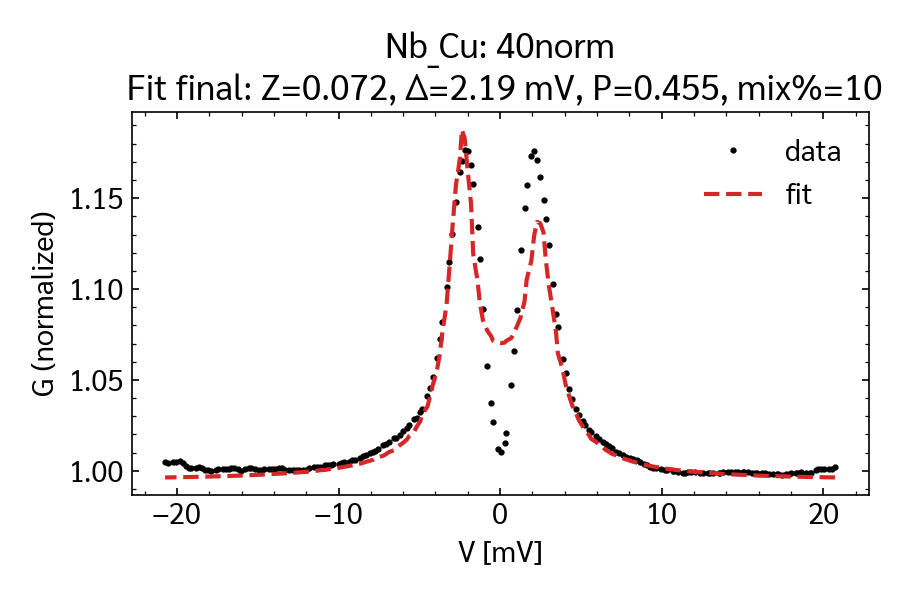 Nb_Cu: 40norm
Fit final: Z=0.072, Δ=2.19 mV, P=0.455, mix%=10
data
fit
1.15
1.10
1.05
1.00
G (normalized)
−20
−10
0
10
20
V [mV]